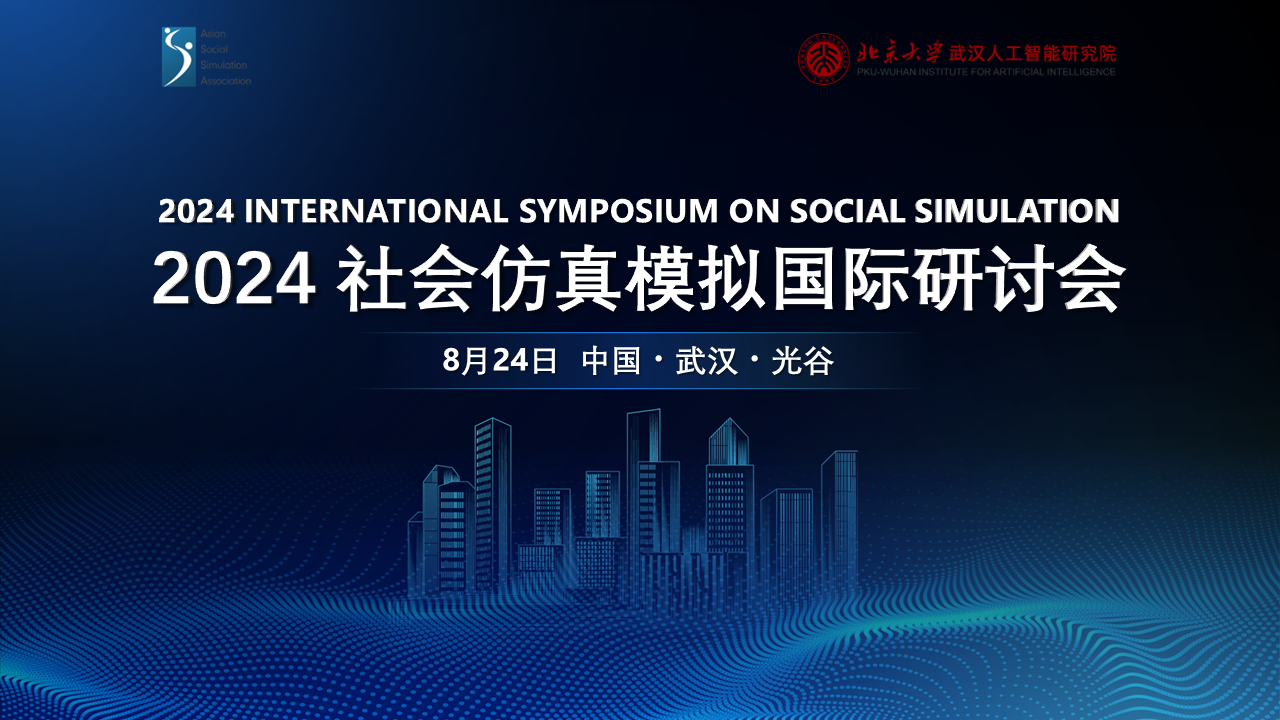 Asian
Social
Simulation
Association
北京大学 武汉人工智能研究院
PKU-WUHAN INSTITUTE FOR ARTIFICIAL INTELLIGENCE
2024 INTERNATIONAL SYMPOSIUM ON SOCIAL SIMULATION
2024 社会仿真模拟国际研讨会
8月24日 中国·武汉·光谷